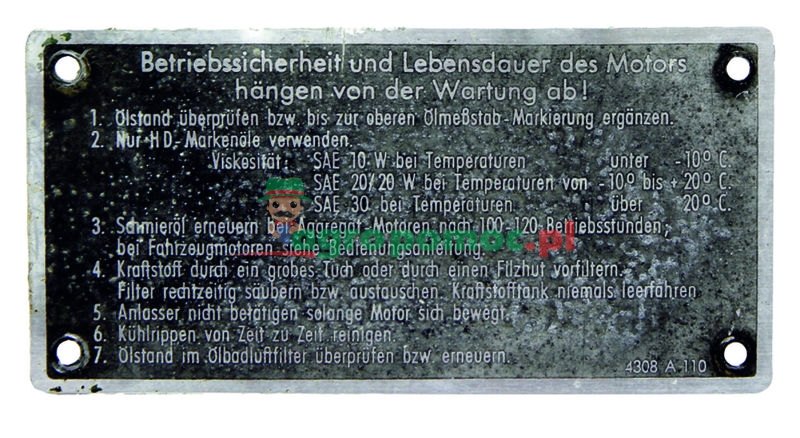 Betriebssicherheit und Lebensdauer des Motors
hängen von der Wartung ab!
1. Ölstand überprüfen bzw. bis zur oberen Ölmeßstab-Markierung ergänzen.
2. Nur HD-Markenöle verwenden.
Viskesität: SAE 10 W bei Temperaturen unter -10° C.
SAE 20/20 W bei Temperaturen von -10° bis +20° C.
SAE 30 bei Temperaturen über 20° C.
3. Schmieröl erneuern bei Aggregat-Motoren nach 100-120 Betriebsstunden;
bei Fahrzeugmotoren siehe Betriebsanleitung.
agropomoc.pl
4. Kraftstoff durch ein grobes Tuch oder durch einen Filzhut vorfiltern.
Filter rechtzeitig säubern bzw. austauschen. Kraftstofftank niemals leerfahren
5. Anlasser nicht betätigen solange Motor sich bewegt.
6. Kühlrippen von Zeit zu Zeit reinigen.
7. Ölstand im Ölbadluftfilter überprüfen bzw. erneuern.
4308 A 110